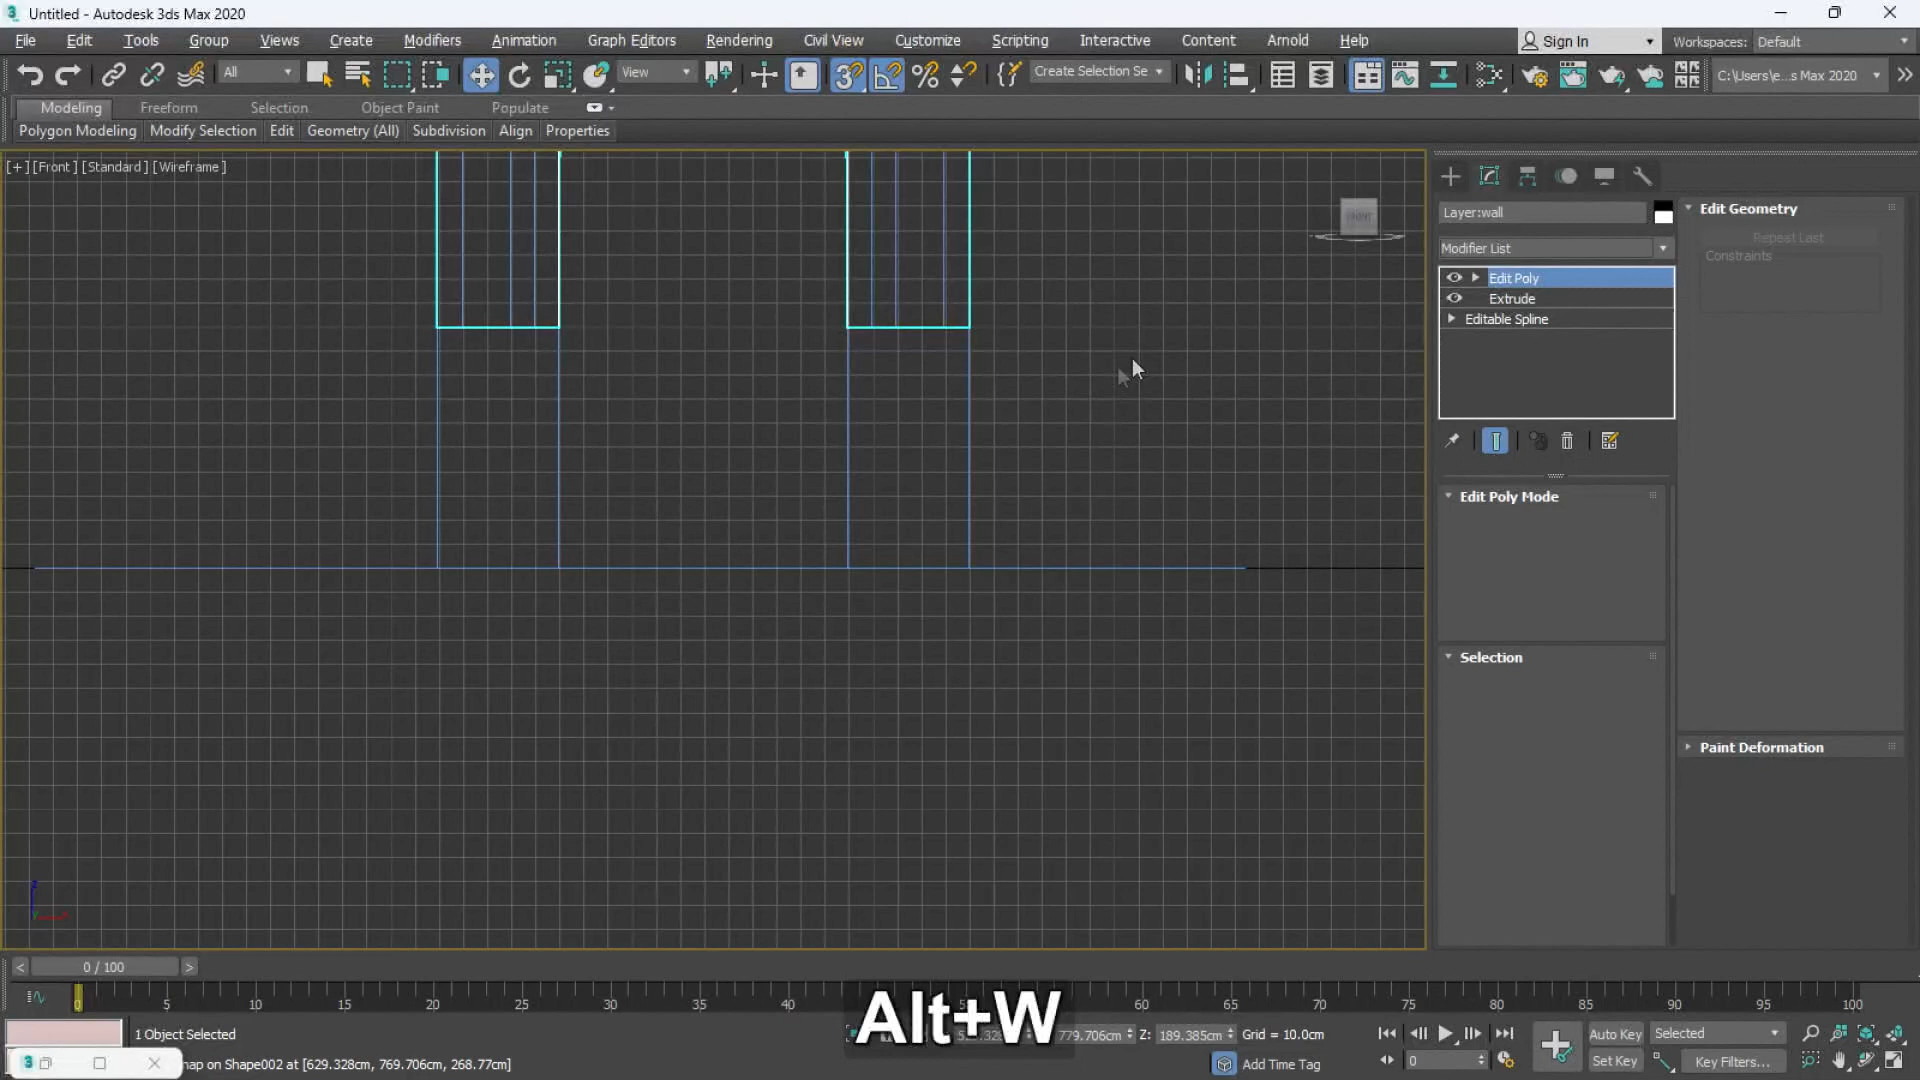 Untitled - Autodesk 3ds Max 2020
File Edit Tools Group Views Create Modifiers Animation Graph Editors Rendering Civil View Customize Scripting Interactive Content Arnold Help Sign In Workspaces: Default
All View Create Selection Se C:\Users\e...s Max 2020
Modeling Freeform Selection Object Paint Populate
Polygon Modeling Modify Selection Edit Geometry (All) Subdivision Align Properties
[+] [Front] [Standard] [Wireframe]
FRONT
Layer:wall
Modifier List
Edit Poly
Extrude
Editable Spline
Edit Poly Mode
Selection
Edit Geometry
Repeat Last
Constraints
Paint Deformation
z
< 0 / 100 >
0 5 10 15 20 25 30 35 40 60 65 70 75 80 85 90 95 100
Alt+W
1 Object Selected
779.706cm Z: 189.385cm Grid = 10.0cm
Auto Key Selected
nap on Shape002 at [629.328cm, 769.706cm, 268.77cm]
Add Time Tag
0
Set Key Key Filters...